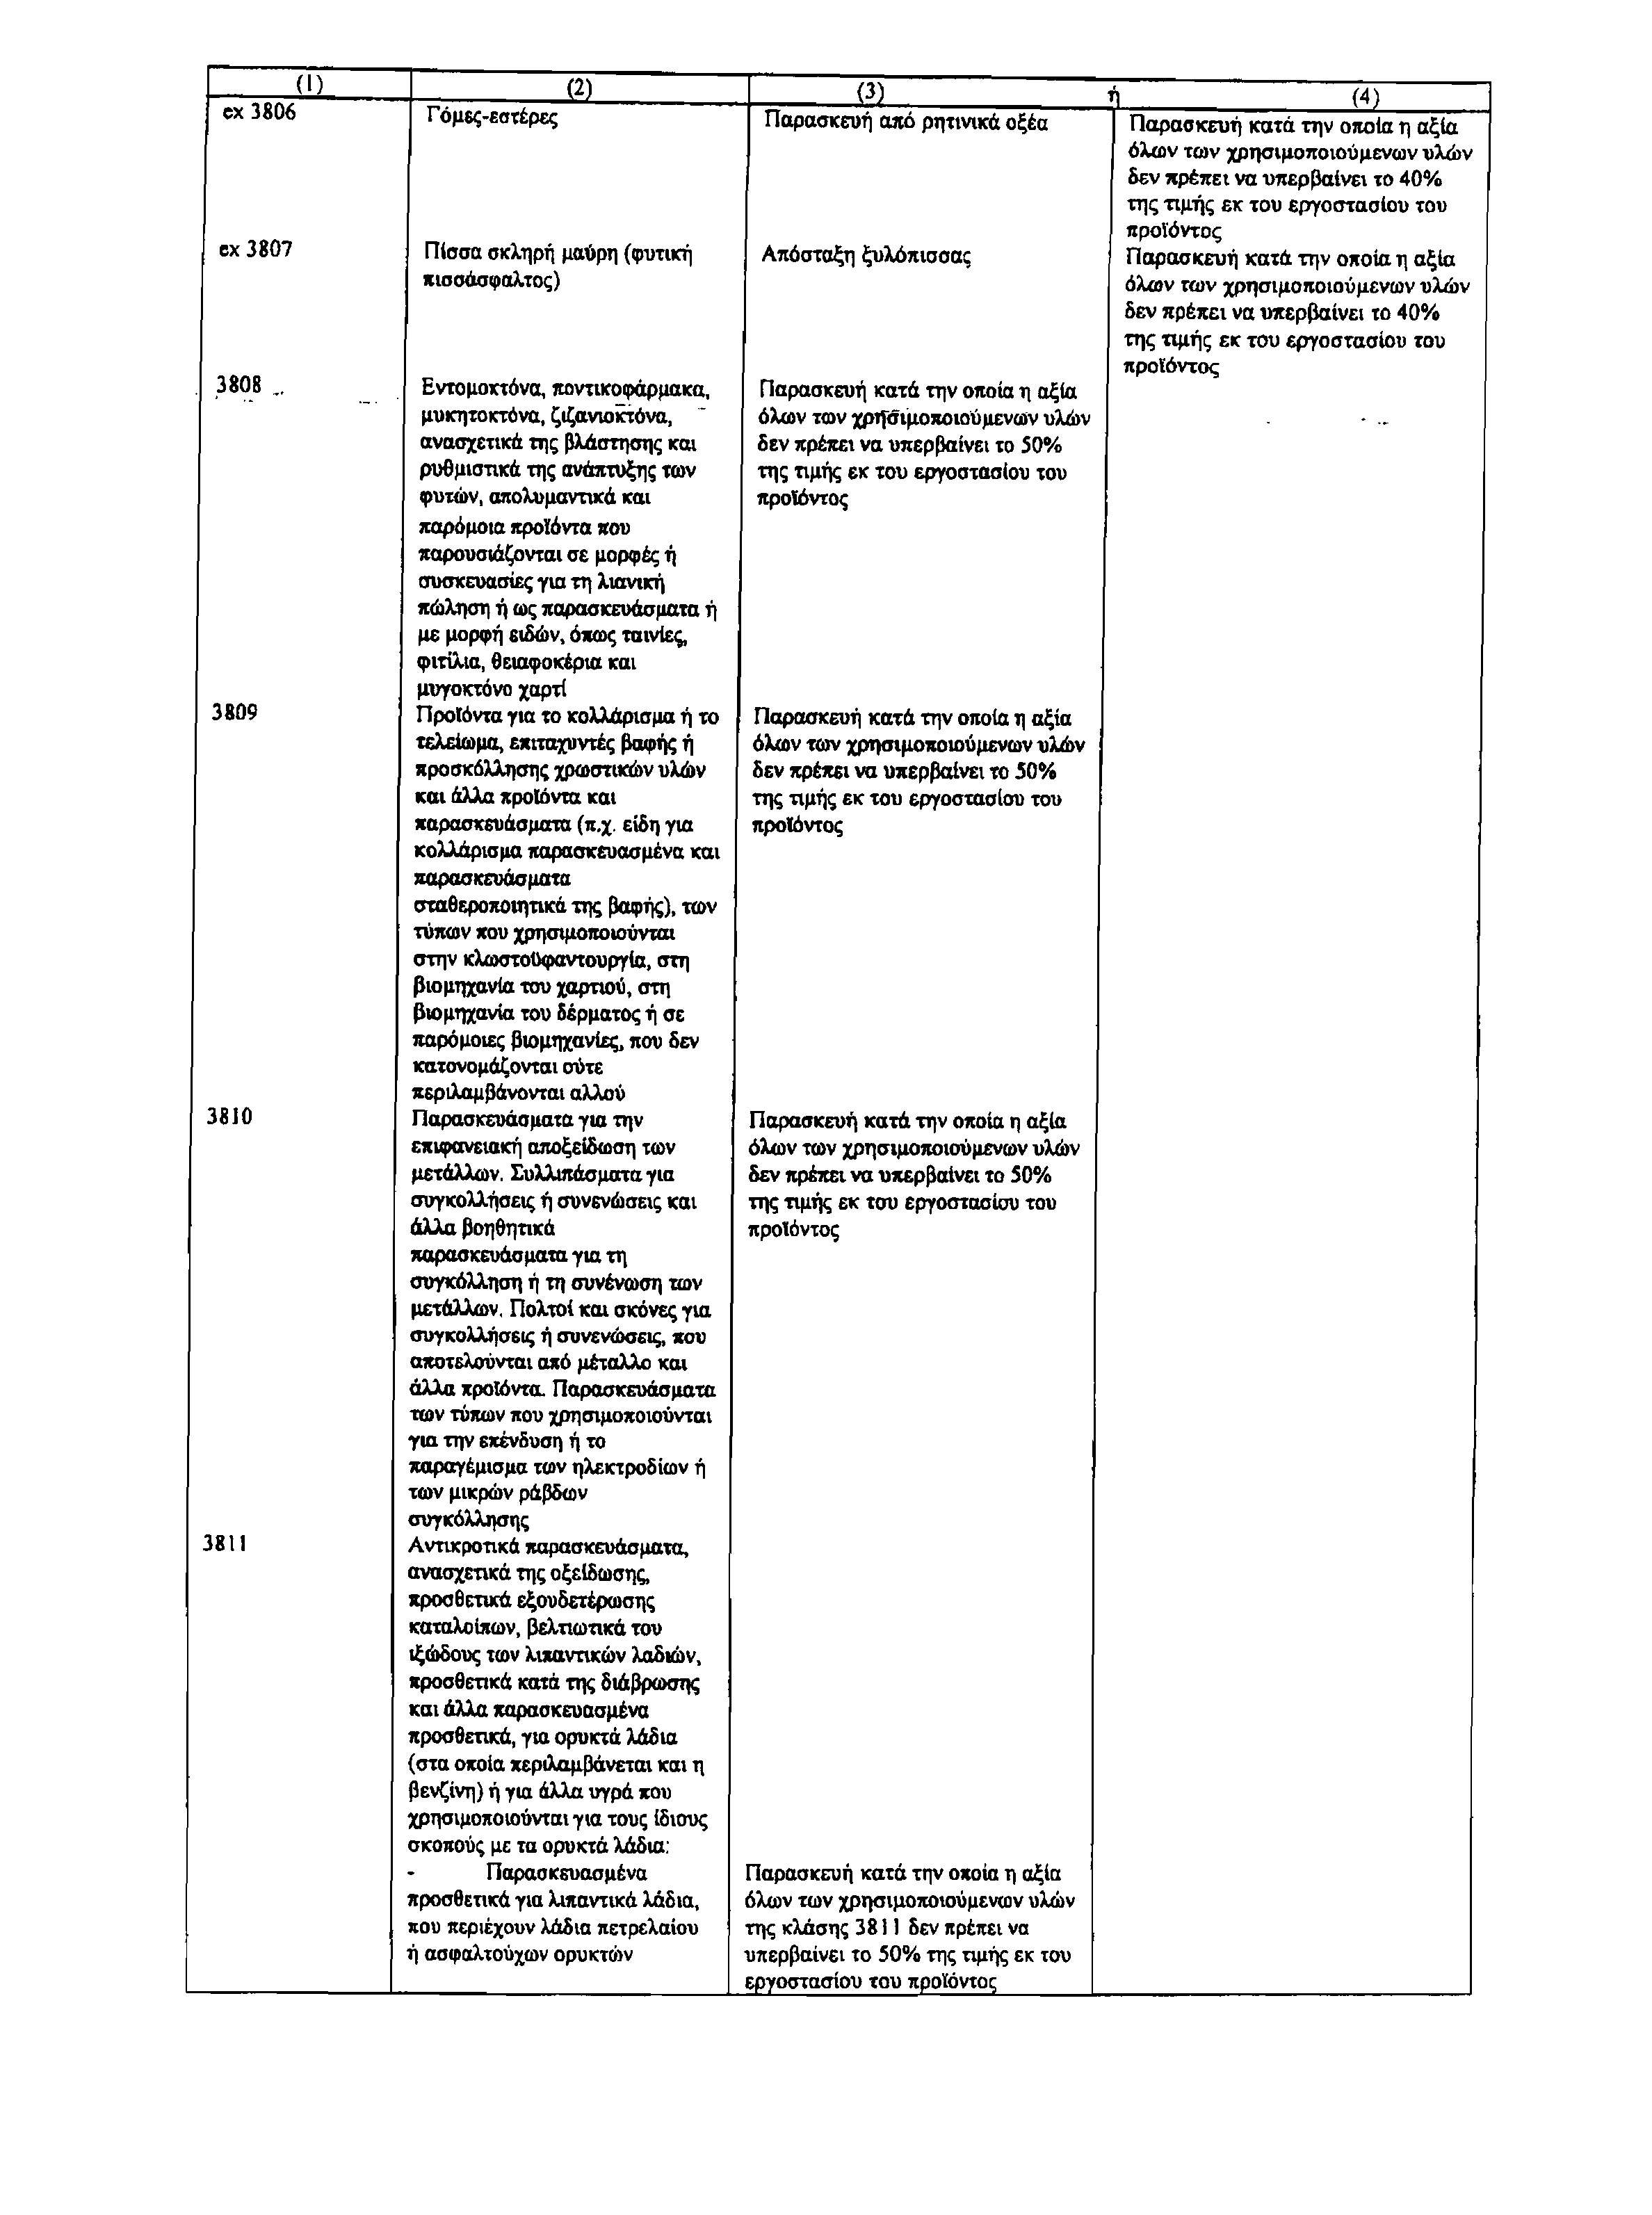 (1) (2) (3) ή (4)
ex 3806
Γόμες-εστέρες
Παρασκευή από ρητινικά οξέα
Παρασκευή κατά την οποία η αξία
όλων των χρησιμοποιούμενων υλών
δεν πρέπει να υπερβαίνει το 40%
της τιμής εκ του εργοστασίου του
προϊόντος
ex 3807
Πίσσα σκληρή μαύρη (φυτική
πισσάσφαλτος)
Απόσταξη ξυλόπισσας
Παρασκευή κατά την οποία η αξία
όλων των χρησιμοποιούμενων υλών
δεν πρέπει να υπερβαίνει το 40%
της τιμής εκ του εργοστασίου του
προϊόντος
3808
Εντομοκτόνα, ποντικοφάρμακα,
μυκητοκτόνα, ζιζανιοκτόνα,
ανασχετικά της βλάστησης και
ρυθμιστικά της ανάπτυξης των
φυτών, απολυμαντικά και
παρόμοια προϊόντα που
παρουσιάζονται σε μορφές ή
συσκευασίες για τη λιανική
πώληση ή ως παρασκευάσματα ή
με μορφή ειδών, όπως ταινίες,
φιτίλια, θειαφοκέρια και
μυγοκτόνο χαρτί
Παρασκευή κατά την οποία η αξία
όλων των χρησιμοποιούμενων υλών
δεν πρέπει να υπερβαίνει το 50%
της τιμής εκ του εργοστασίου του
προϊόντος
3809
Προϊόντα για το κολλάρισμα ή το
τελείωμα, επιταχυντές βαφής ή
προσκόλλησης χρωστικών υλών
και άλλα προϊόντα και
παρασκευάσματα (π.χ. είδη για
κολλάρισμα παρασκευασμένα και
παρασκευάσματα
σταθεροποιητικά της βαφής), των
τύπων που χρησιμοποιούνται
στην κλωστοϋφαντουργία, στη
βιομηχανία του χαρτιού, στη
βιομηχανία του δέρματος ή σε
παρόμοιες βιομηχανίες, που δεν
κατονομάζονται ούτε
περιλαμβάνονται αλλού
Παρασκευή κατά την οποία η αξία
όλων των χρησιμοποιούμενων υλών
δεν πρέπει να υπερβαίνει το 50%
της τιμής εκ του εργοστασίου του
προϊόντος
3810
Παρασκευάσματα για την
επιφανειακή αποξείδωση των
μετάλλων. Συλλιπάσματα για
συγκολλήσεις ή συνενώσεις και
άλλα βοηθητικά
παρασκευάσματα για τη
συγκόλληση ή τη συνένωση των
μετάλλων. Πολτοί και σκόνες για
συγκολλήσεις ή συνενώσεις, που
αποτελούνται από μέταλλο και
άλλα προϊόντα. Παρασκευάσματα
των τύπων που χρησιμοποιούνται
για την επένδυση ή το
παραγέμισμα των ηλεκτροδίων ή
των μικρών ράβδων
συγκόλλησης
Παρασκευή κατά την οποία η αξία
όλων των χρησιμοποιούμενων υλών
δεν πρέπει να υπερβαίνει το 50%
της τιμής εκ του εργοστασίου του
προϊόντος
3811
Αντικροτικά παρασκευάσματα,
ανασχετικά της οξείδωσης,
προσθετικά εξουδετέρωσης
καταλοίπων, βελτιωτικά του
ιξώδους των λιπαντικών λαδιών,
προσθετικά κατά της διάβρωσης
και άλλα παρασκευασμένα
προσθετικά, για ορυκτά λάδια
(στα οποία περιλαμβάνεται και η
βενζίνη) ή για άλλα υγρά που
χρησιμοποιούνται για τους ίδιους
σκοπούς με τα ορυκτά λάδια:
- Παρασκευασμένα
προσθετικά για λιπαντικά λάδια,
που περιέχουν λάδια πετρελαίου
ή ασφαλτούχων ορυκτών
Παρασκευή κατά την οποία η αξία
όλων των χρησιμοποιούμενων υλών
της κλάσης 3811 δεν πρέπει να
υπερβαίνει το 50% της τιμής εκ του
εργοστασίου του προϊόντος